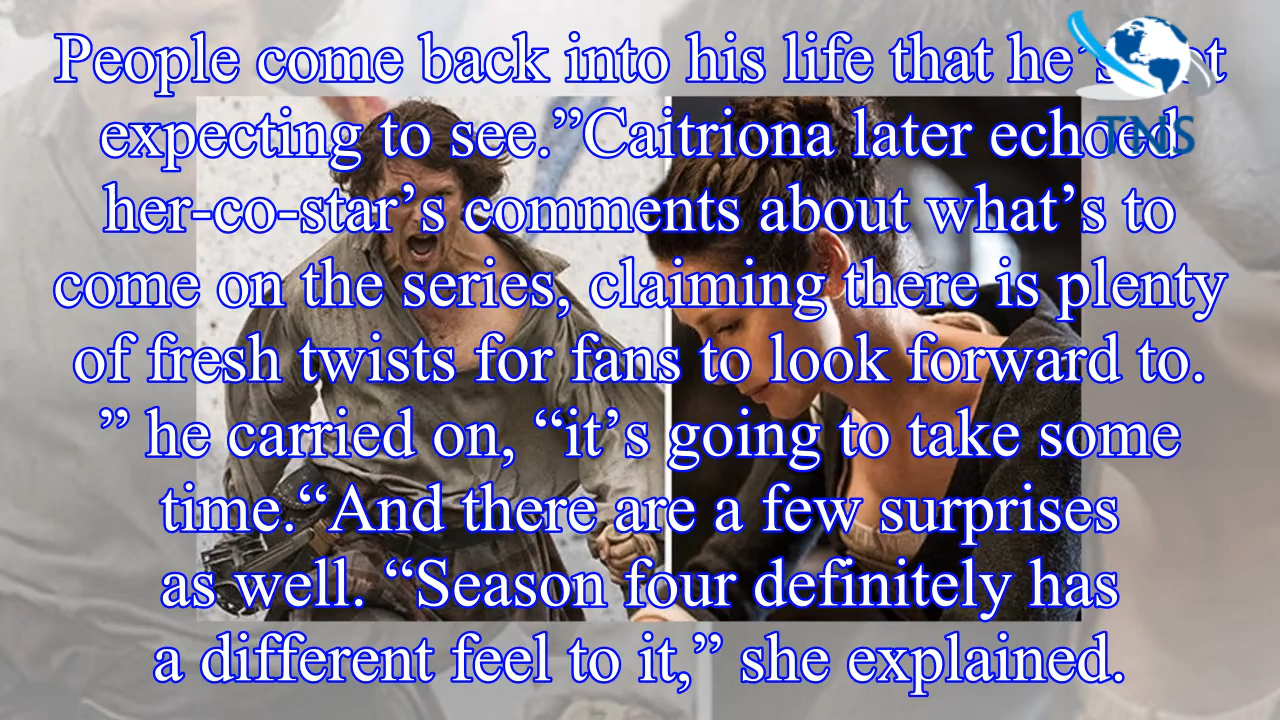 People come back into his life that he's not
expecting to see.”Caitriona later echoed
her-co-star’s comments about what’s to
come on the series, claiming there is plenty
of fresh twists for fans to look forward to.
” he carried on, “it’s going to take some
time.“And there are a few surprises
as well. “Season four definitely has
a different feel to it,” she explained.
TNS